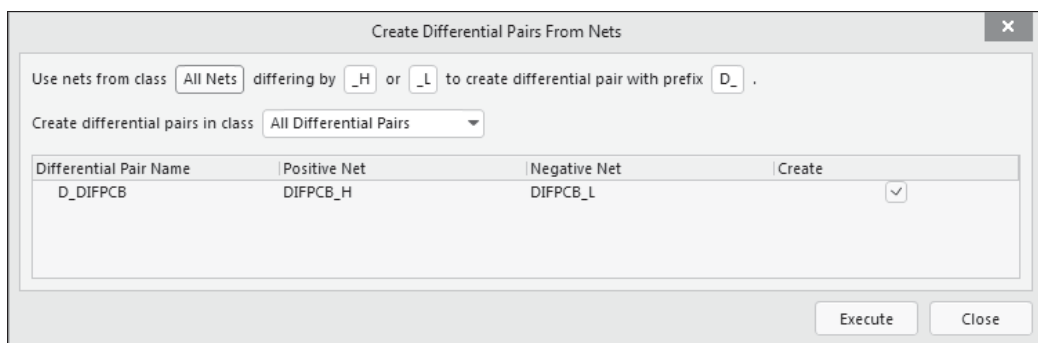 Create Differential Pairs From Nets
Use nets from class All Nets differing by _H or _L to create differential pair with prefix D_ .
Create differential pairs in class All Differential Pairs
Differential Pair Name Positive Net Negative Net Create
D_DIFPCB DIFPCB_H DIFPCB_L
Execute Close